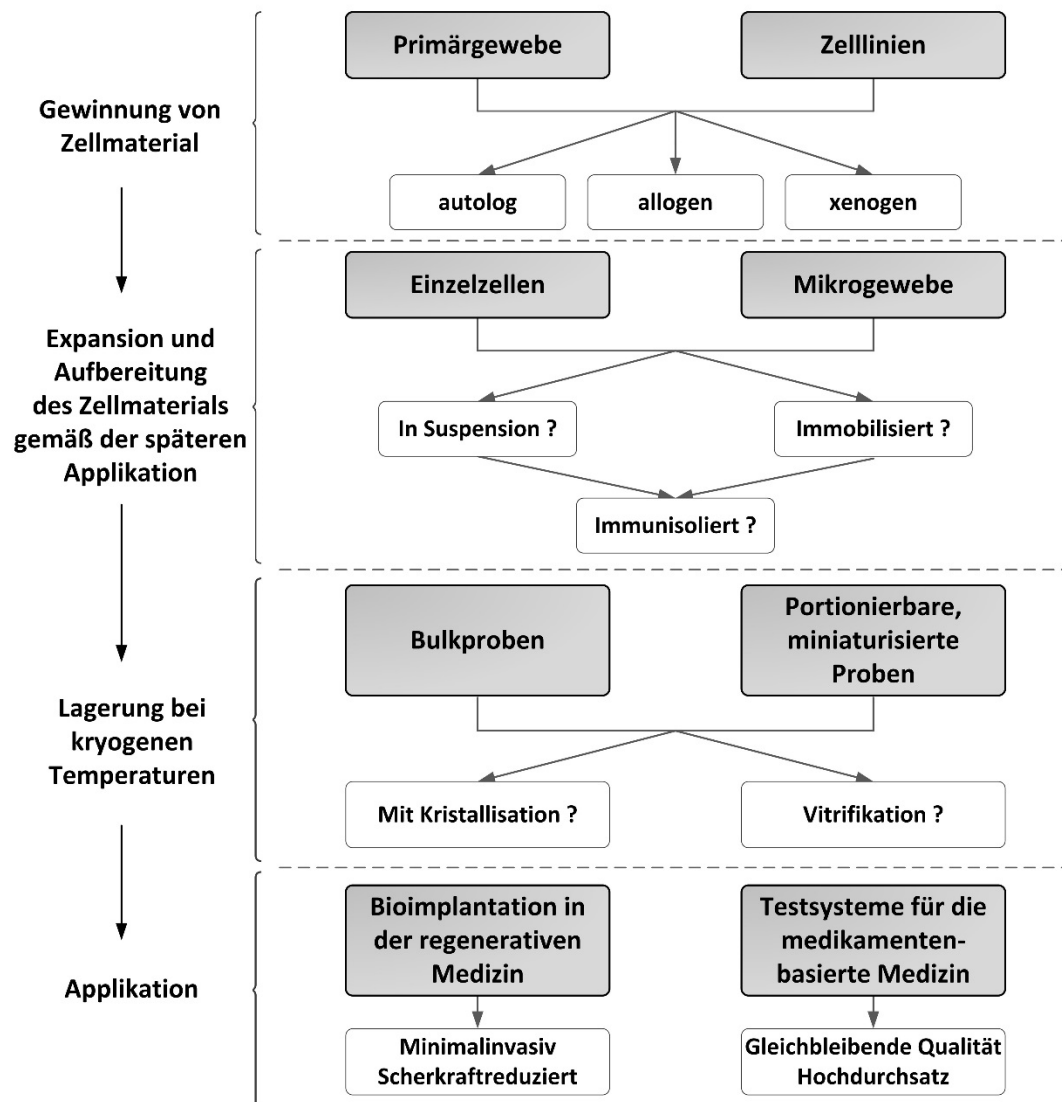 Gewinnung von
Zellmaterial
Primärgewebe
Zelllinien
autolog
allogen
xenogen
Expansion und
Aufbereitung
des Zellmaterials
gemäß der späteren
Applikation
Einzelzellen
Mikrogewebe
In Suspension ?
Immobilisiert ?
Immunisoliert ?
Lagerung bei
kryogenen
Temperaturen
Bulkproben
Portionierbare,
miniaturisierte
Proben
Mit Kristallisation ?
Vitrifikation ?
Applikation
Bioimplantation in
der regenerativen
Medizin
Testsysteme für die
medikamenten-
basierte Medizin
Minimalinvasiv
Scherkraftreduziert
Gleichbleibende Qualität
Hochdurchsatz